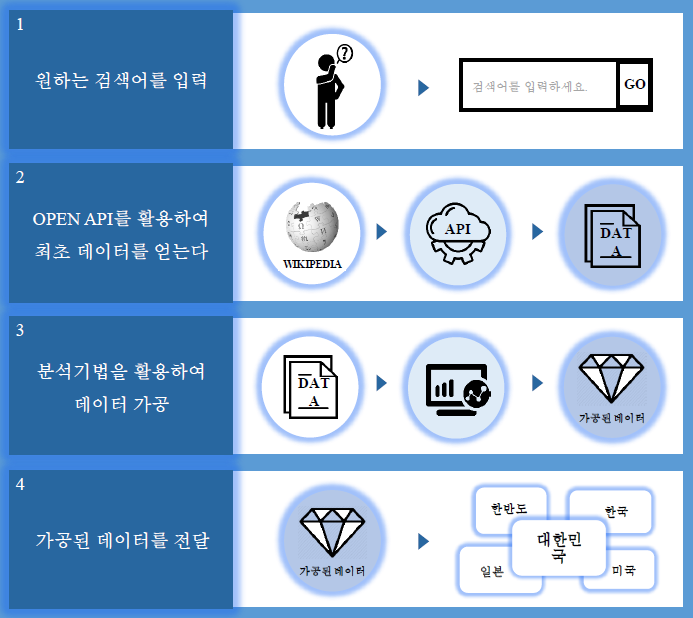 1
원하는 검색어를 입력
?
검색어를 입력하세요.
GO
2
OPEN API를 활용하여
최초 데이터를 얻는다
WIKIPEDIA
API
DAT
A
3
분석기법을 활용하여
데이터 가공
DAT
A
가공된 데이터
4
가공된 데이터를 전달
가공된 데이터
한반도
한국
대한민
국
일본
미국